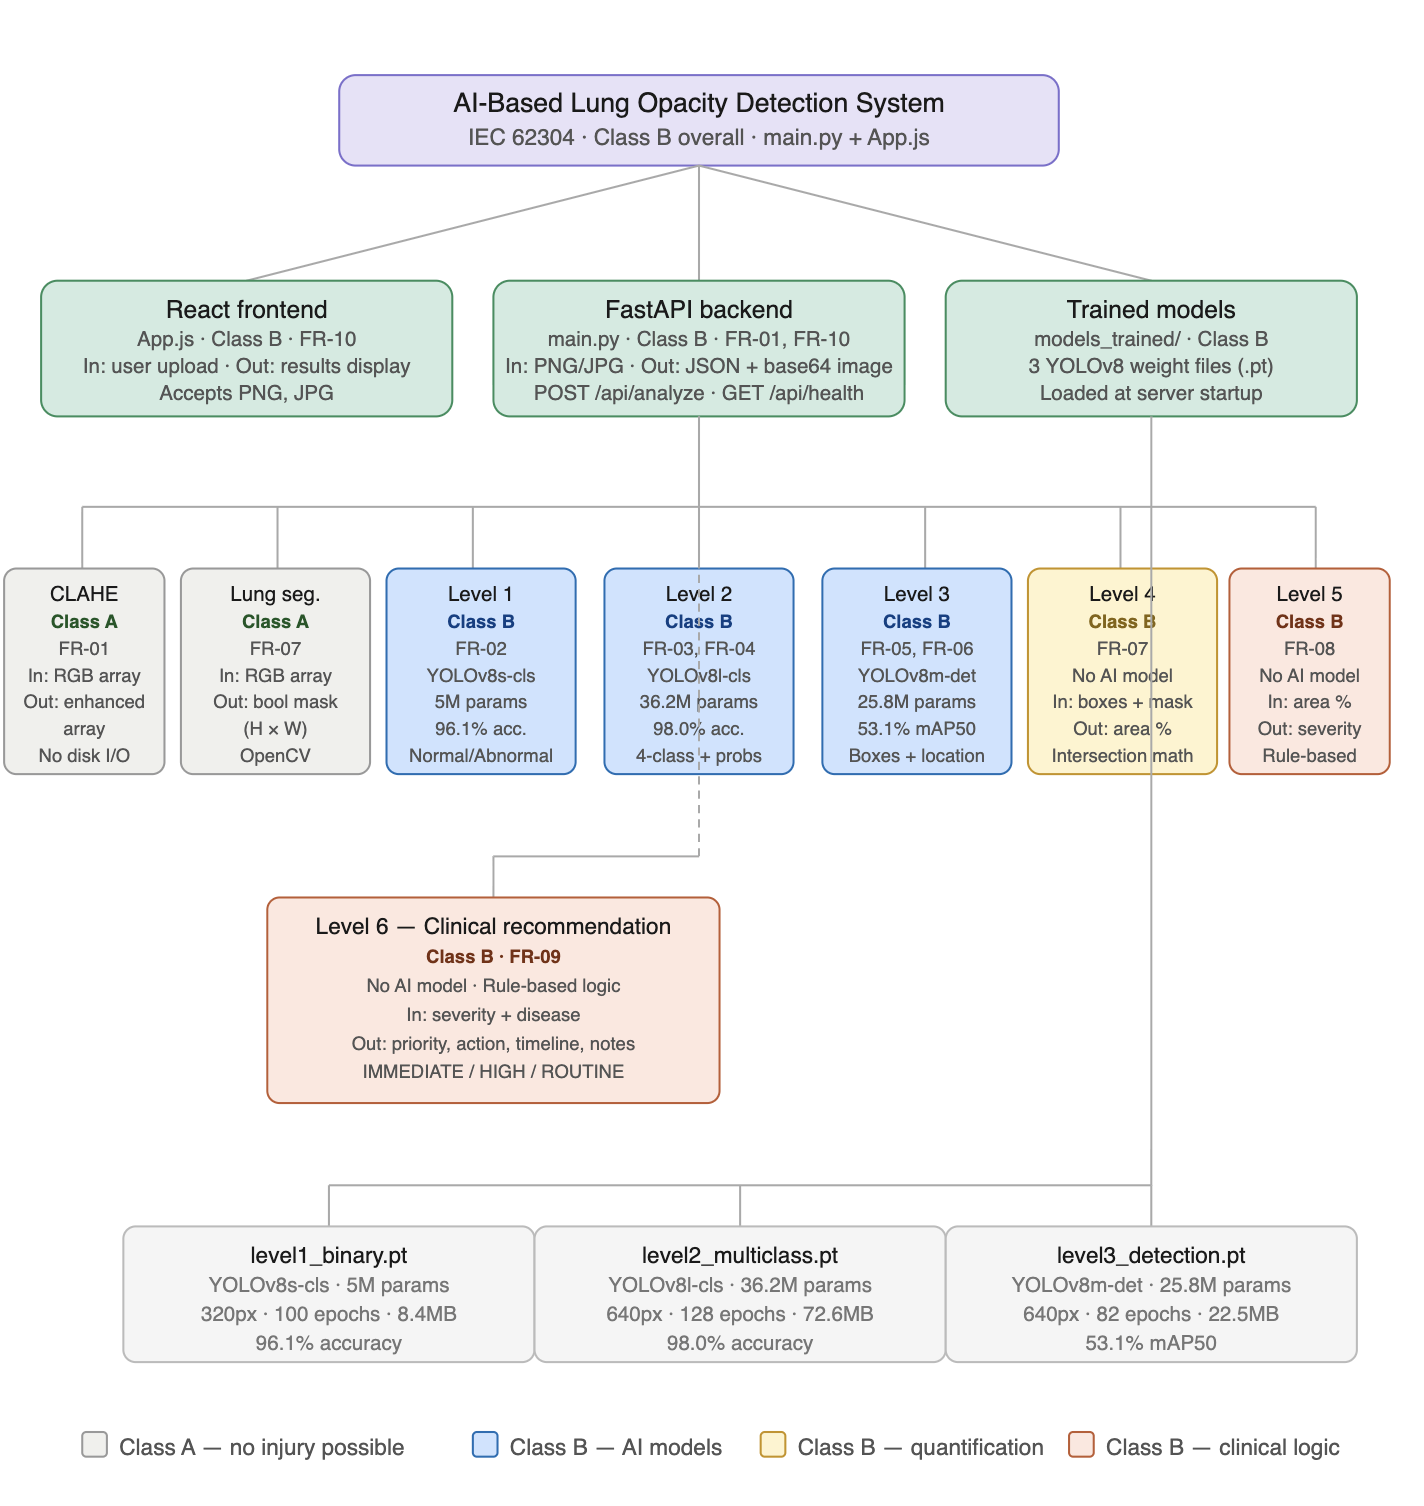 AI-Based Lung Opacity Detection System
IEC 62304 · Class B overall · main.py + App.js
React frontend
App.js · Class B · FR-10
In: user upload · Out: results display
Accepts PNG, JPG
FastAPI backend
main.py · Class B · FR-01, FR-10
In: PNG/JPG · Out: JSON + base64 image
POST /api/analyze · GET /api/health
Trained models
models_trained/ · Class B
3 YOLOv8 weight files (.pt)
Loaded at server startup
CLAHE
Class A
FR-01
In: RGB array
Out: enhanced
array
No disk I/O
Lung seg.
Class A
FR-07
In: RGB array
Out: bool mask
(H × W)
OpenCV
Level 1
Class B
FR-02
YOLOv8s-cls
5M params
96.1% acc.
Normal/Abnormal
Level 2
Class B
FR-03, FR-04
YOLOv8l-cls
36.2M params
98.0% acc.
4-class + probs
Level 3
Class B
FR-05, FR-06
YOLOv8m-det
25.8M params
53.1% mAP50
Boxes + location
Level 4
Class B
FR-07
No AI model
In: boxes + mask
Out: area %
Intersection math
Level 5
Class B
FR-08
No AI model
In: area %
Out: severity
Rule-based
Level 6 — Clinical recommendation
Class B · FR-09
No AI model · Rule-based logic
In: severity + disease
Out: priority, action, timeline, notes
IMMEDIATE / HIGH / ROUTINE
level1_binary.pt
YOLOv8s-cls · 5M params
320px · 100 epochs · 8.4MB
96.1% accuracy
level2_multiclass.pt
YOLOv8l-cls · 36.2M params
640px · 128 epochs · 72.6MB
98.0% accuracy
level3_detection.pt
YOLOv8m-det · 25.8M params
640px · 82 epochs · 22.5MB
53.1% mAP50
Class A — no injury possible
Class B — AI models
Class B — quantification
Class B — clinical logic